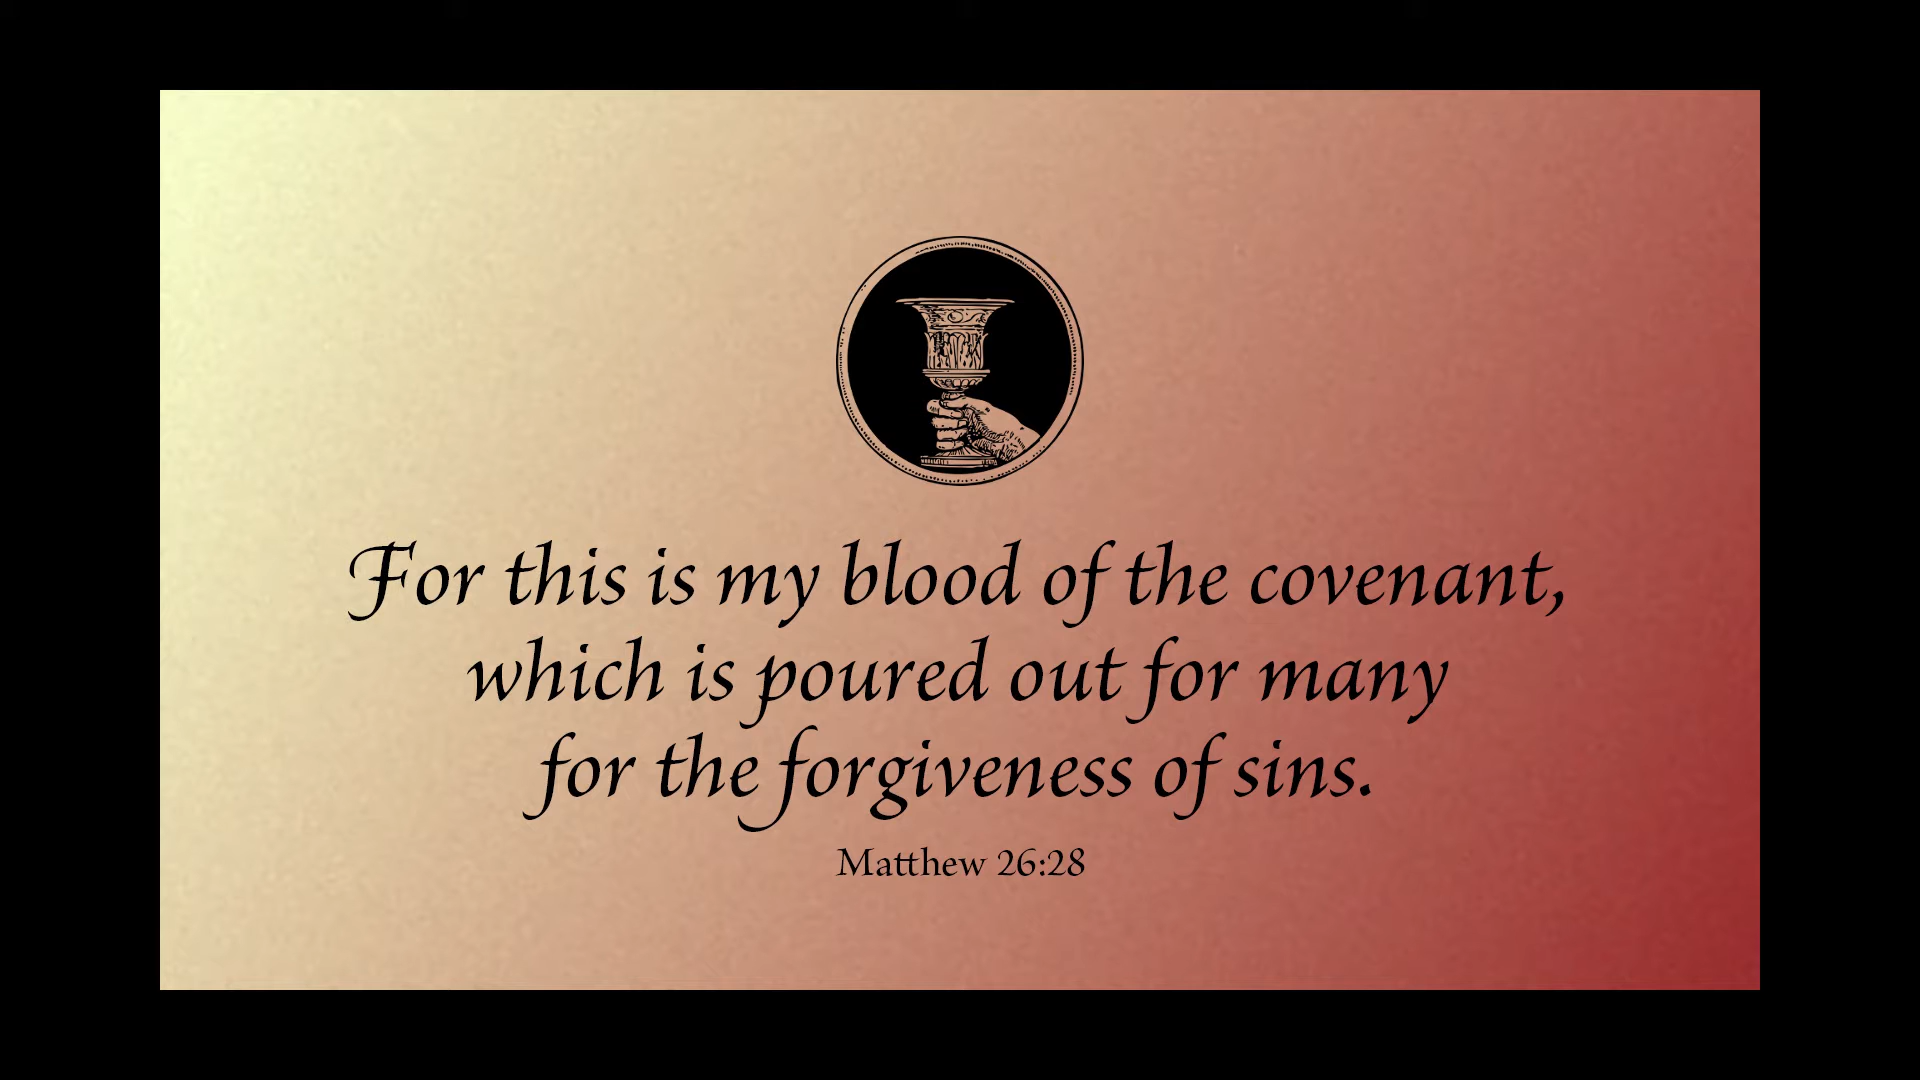 For this is my blood of the covenant,
which is poured out for many
for the forgiveness of sins.
Matthew 26:28